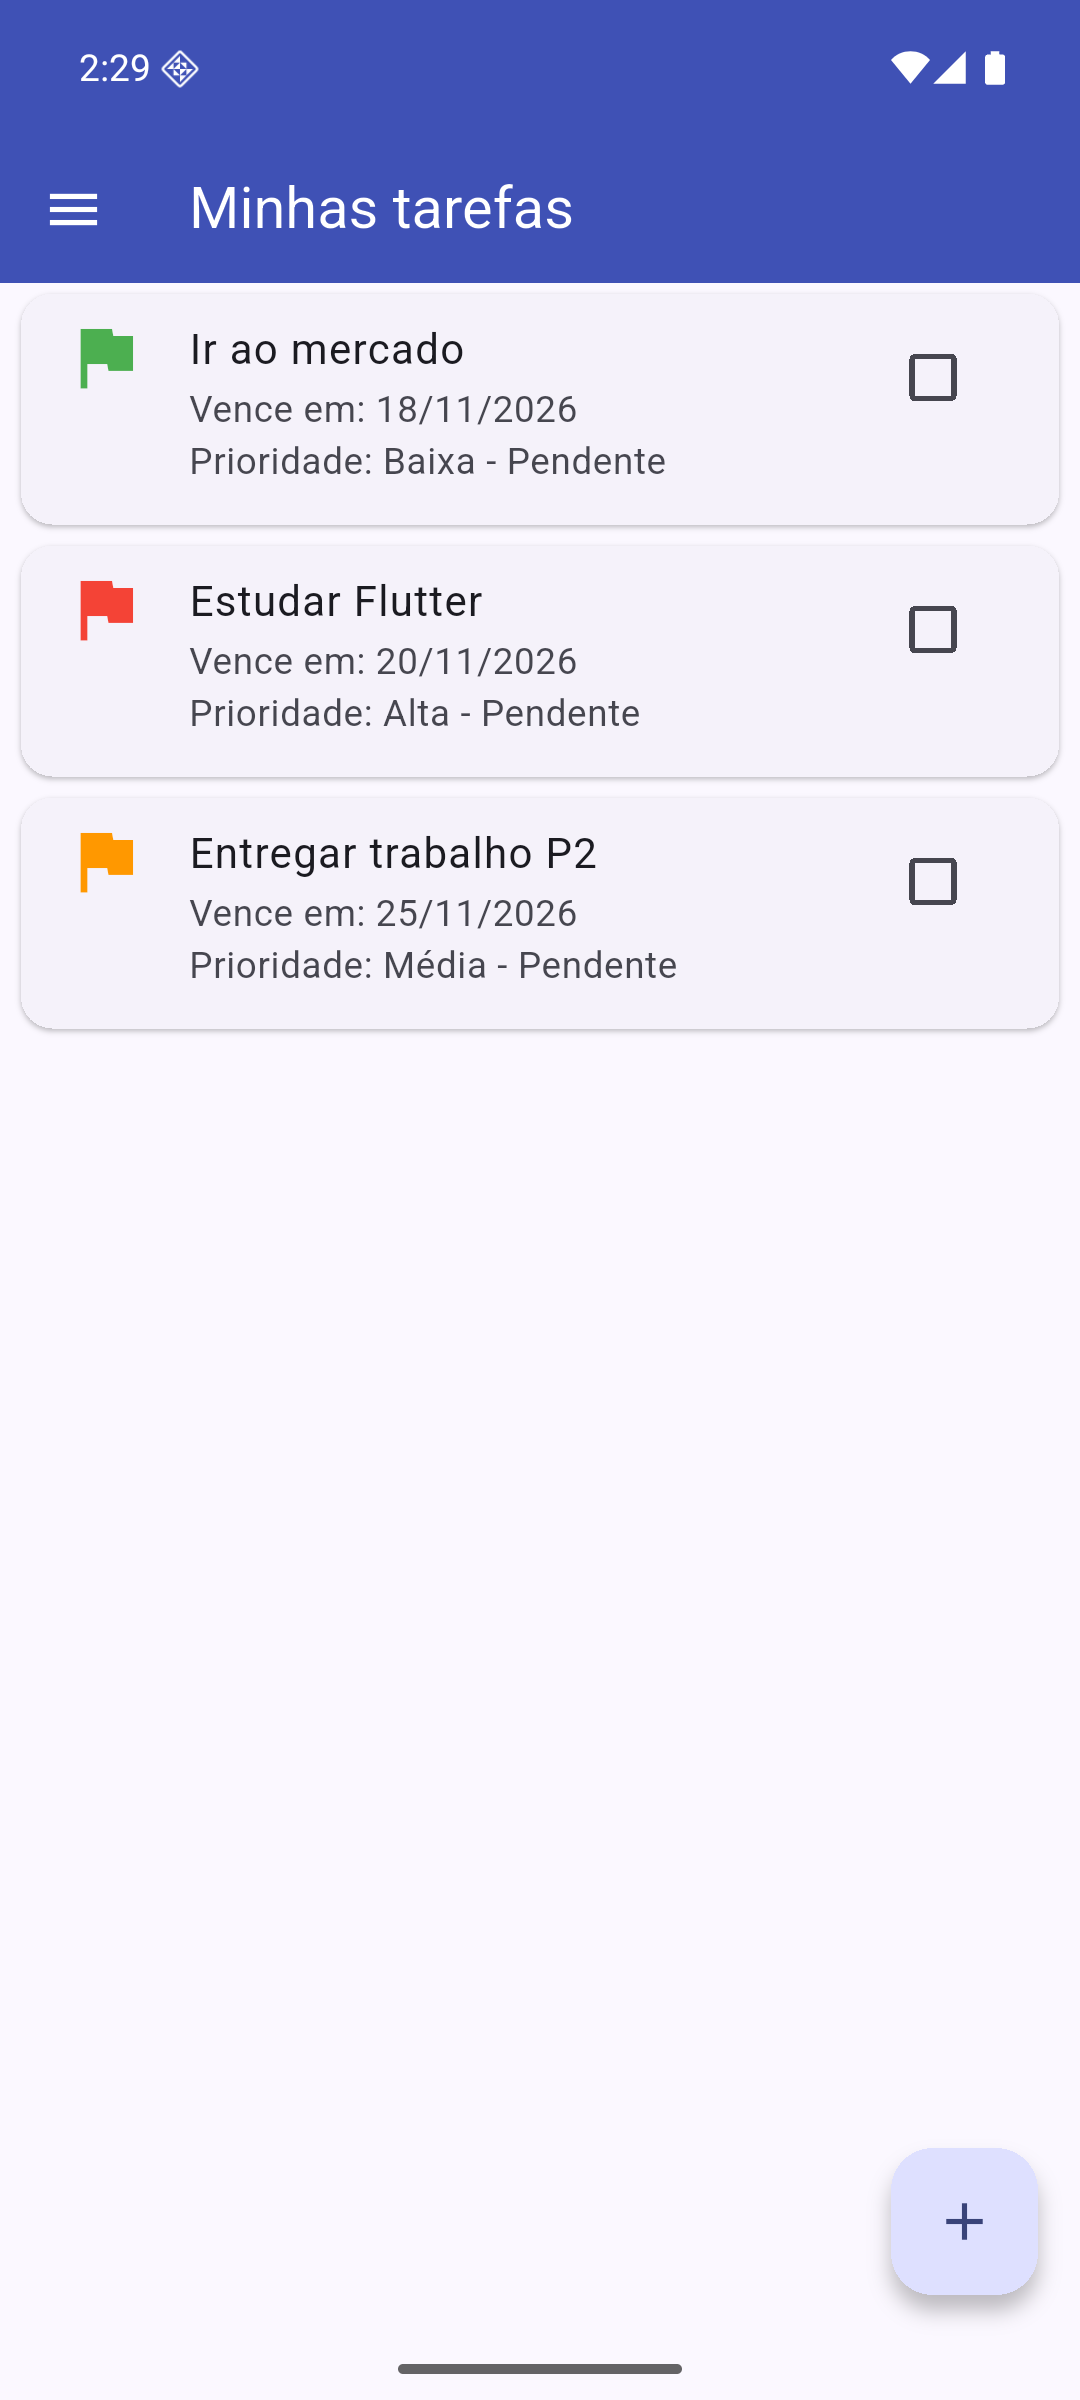 2:29
Minhas tarefas
Ir ao mercado
Vence em: 18/11/2026
Prioridade: Baixa - Pendente
Estudar Flutter
Vence em: 20/11/2026
Prioridade: Alta - Pendente
Entregar trabalho P2
Vence em: 25/11/2026
Prioridade: Média - Pendente